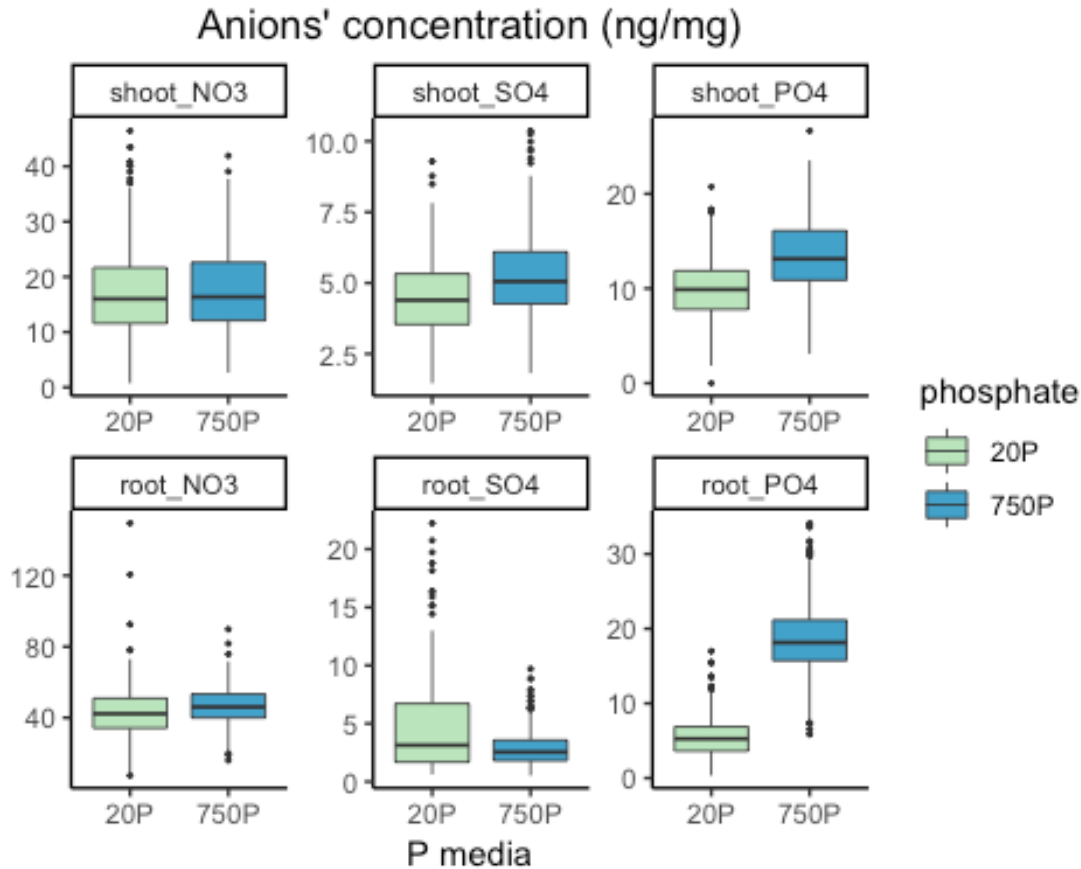 Anions' concentration (ng/mg)
shoot_NO3
shoot_SO4
shoot_PO4
40
30
20
10
0
10.0
7.5
5.0
2.5
20
10
0
20P 750P
20P 750P
20P 750P
root_NO3
root_SO4
root_PO4
120
80
40
20
15
10
5
0
30
20
10
0
20P 750P
20P 750P
20P 750P
P media
phosphate
20P
750P